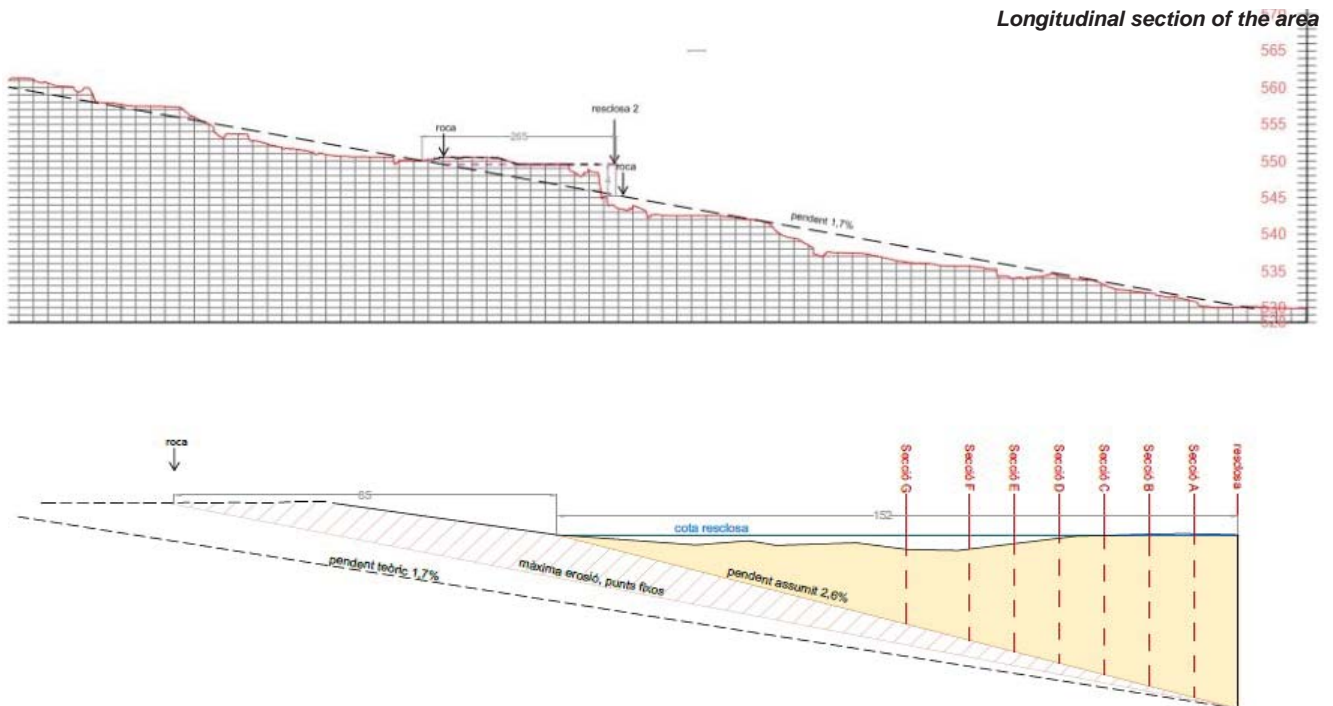 Longitudinal section of the area
570
565
560
555
550
545
540
535
530
528
resclosa 2
roca
265
roca
pendent 1,7%
roca
65
152
cota resclosa
Secció G
Secció F
Secció E
Secció D
Secció C
Secció B
Secció A
resclosa
pendent teòric 1,7%
màxima erosió, punts fixos
pendent assumit 2,6%